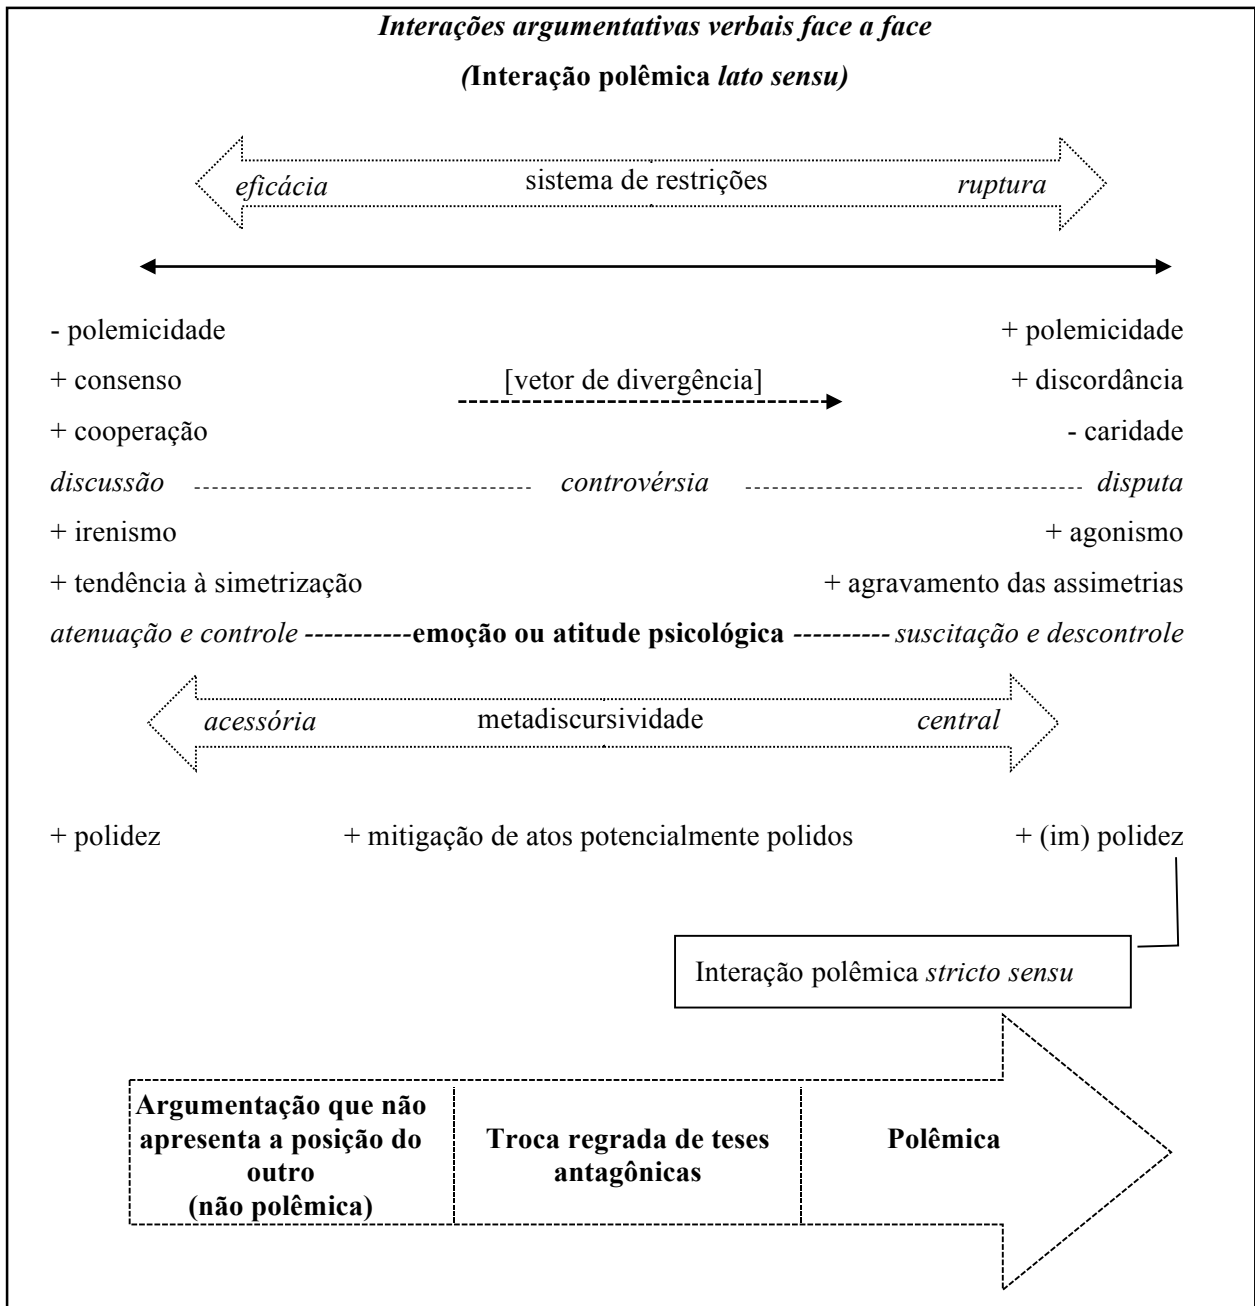 Interações argumentativas verbais face a face
(Interação polêmica lato sensu)
eficácia sistema de restrições ruptura
- polemicidade + polemicidade
+ consenso [vetor de divergência] + discordância
+ cooperação - caridade
discussão controvérsia disputa
+ irenismo + agonismo
+ tendência à simetrização + agravamento das assimetrias
atenuação e controle ----------emoção ou atitude psicológica ---------- suscitação e descontrole
acessória metadiscursividade central
+ polidez + mitigação de atos potencialmente polidos + (im) polidez
Interação polêmica stricto sensu
Argumentação que não
apresenta a posição do
outro
(não polêmica)
Troca regrada de teses
antagônicas
Polêmica